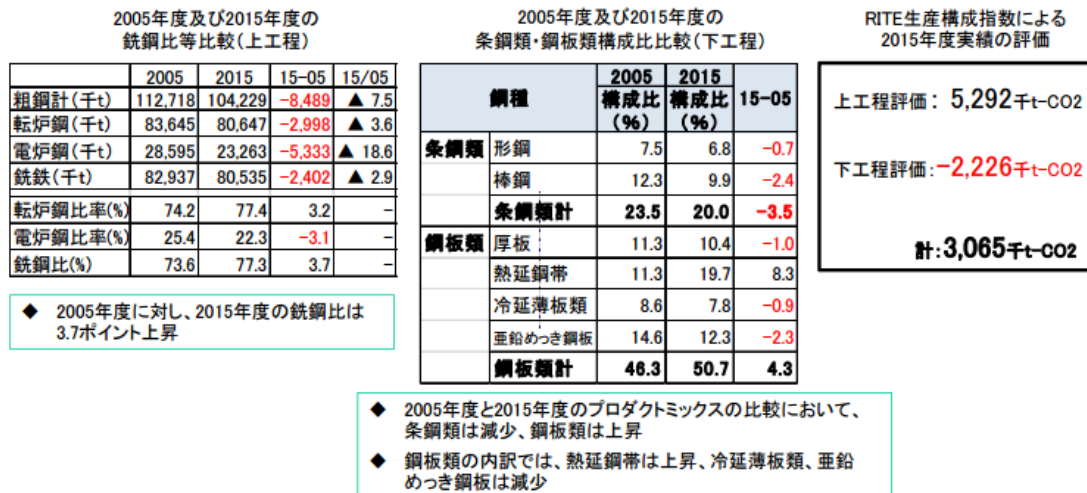 2005年度及び2015年度の
銑鋼比等比較(上工程)
2005 2015 15-05 15/05
粗鋼計(千t) 112,718 104,229 -8,489 ▲ 7.5
転炉鋼(千t) 83,645 80,647 -2,998 ▲ 3.6
電炉鋼(千t) 28,595 23,263 -5,333 ▲ 18.6
銑鉄(千t) 82,937 80,535 -2,402 ▲ 2.9
転炉鋼比率(%) 74.2 77.4 3.2 -
電炉鋼比率(%) 25.4 22.3 -3.1 -
銑鋼比(%) 73.6 77.3 3.7 -
◆ 2005年度に対し、2015年度の銑鋼比は
3.7ポイント上昇
2005年度及び2015年度の
条鋼類・鋼板類構成比比較(下工程)
鋼種 2005 構成比 (%) 2015 構成比 (%) 15-05
条鋼類 形鋼 7.5 6.8 -0.7
棒鋼 12.3 9.9 -2.4
条鋼類計 23.5 20.0 -3.5
鋼板類 厚板 11.3 10.4 -1.0
熱延鋼帯 11.3 19.7 8.3
冷延薄板類 8.6 7.8 -0.9
亜鉛めっき鋼板 14.6 12.3 -2.3
鋼板類計 46.3 50.7 4.3
◆ 2005年度と2015年度のプロダクトミックスの比較において、
条鋼類は減少、鋼板類は上昇
◆ 鋼板類の内訳では、熱延鋼帯は上昇、冷延薄板類、亜鉛
めっき鋼板は減少
RITE生産構成指数による
2015年度実績の評価
上工程評価: 5,292千t-CO2
下工程評価:-2,226千t-CO2
計:3,065千t-CO2